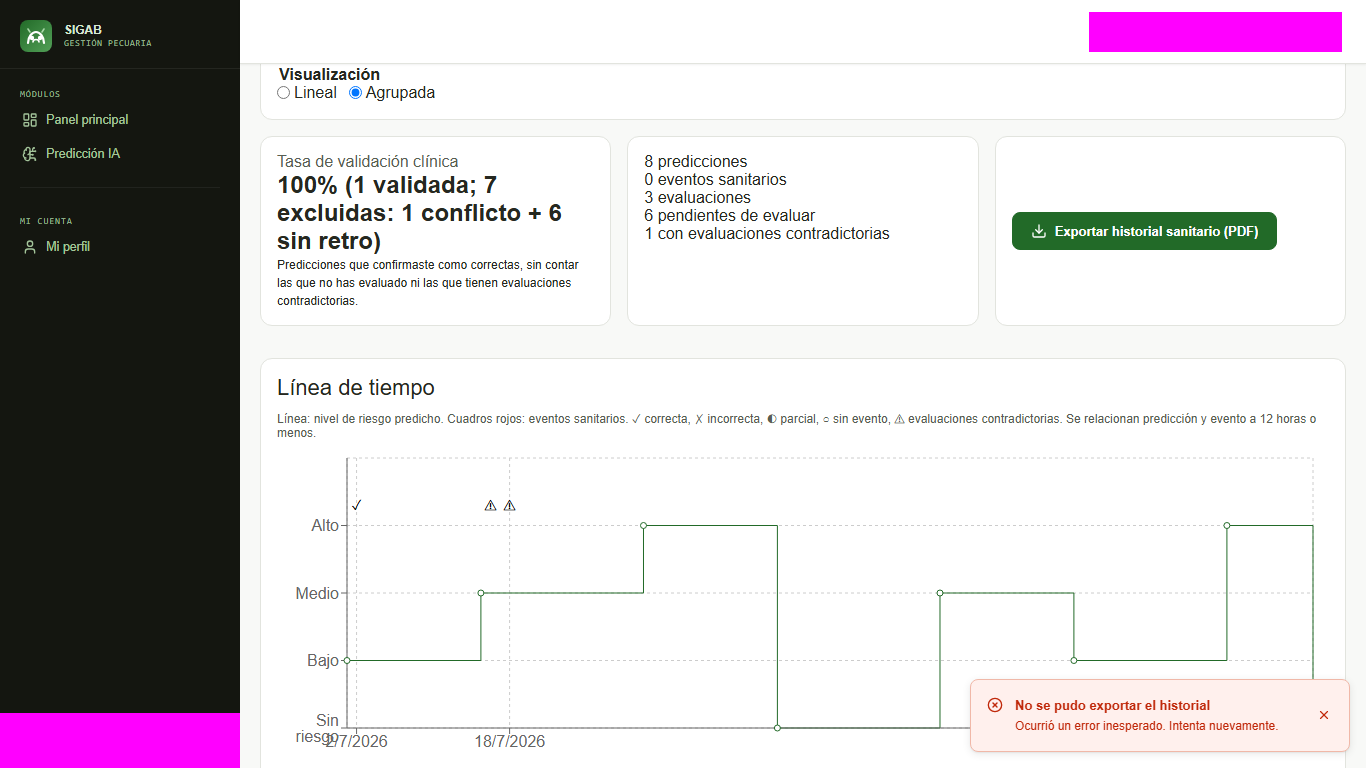 SIGAB
GESTIÓN PECUARIA
MÓDULOS
Panel principal
Predicción IA
MI CUENTA
Mi perfil
Visualización
Lineal Agrupada
Tasa de validación clínica
100% (1 validada; 7
excluidas: 1 conflicto + 6
sin retro)
Predicciones que confirmaste como correctas, sin contar
las que no has evaluado ni las que tienen evaluaciones
contradictorias.
8 predicciones
0 eventos sanitarios
3 evaluaciones
6 pendientes de evaluar
1 con evaluaciones contradictorias
Exportar historial sanitario (PDF)
Línea de tiempo
Línea: nivel de riesgo predicho. Cuadros rojos: eventos sanitarios. ✓ correcta, ✗ incorrecta, ◐ parcial, ○ sin evento, ⚠ evaluaciones contradictorias. Se relacionan predicción y evento a 12 horas o
menos.
✓ ⚠ ⚠
Alto
Medio
Bajo
Sin
riesgo
2/7/2026 18/7/2026
No se pudo exportar el historial
Ocurrió un error inesperado. Intenta nuevamente.